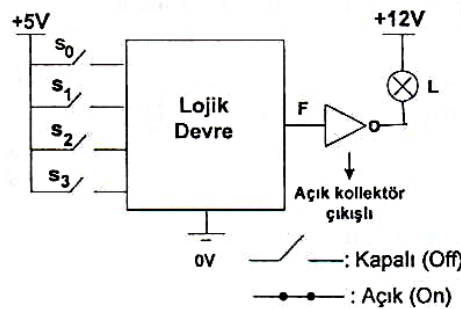 +5V
+12V
S0
S1
S2
S3
Lojik
Devre
F
L
Açık kollektör
çıkışlı
0V
: Kapalı (Off)
: Açık (On)